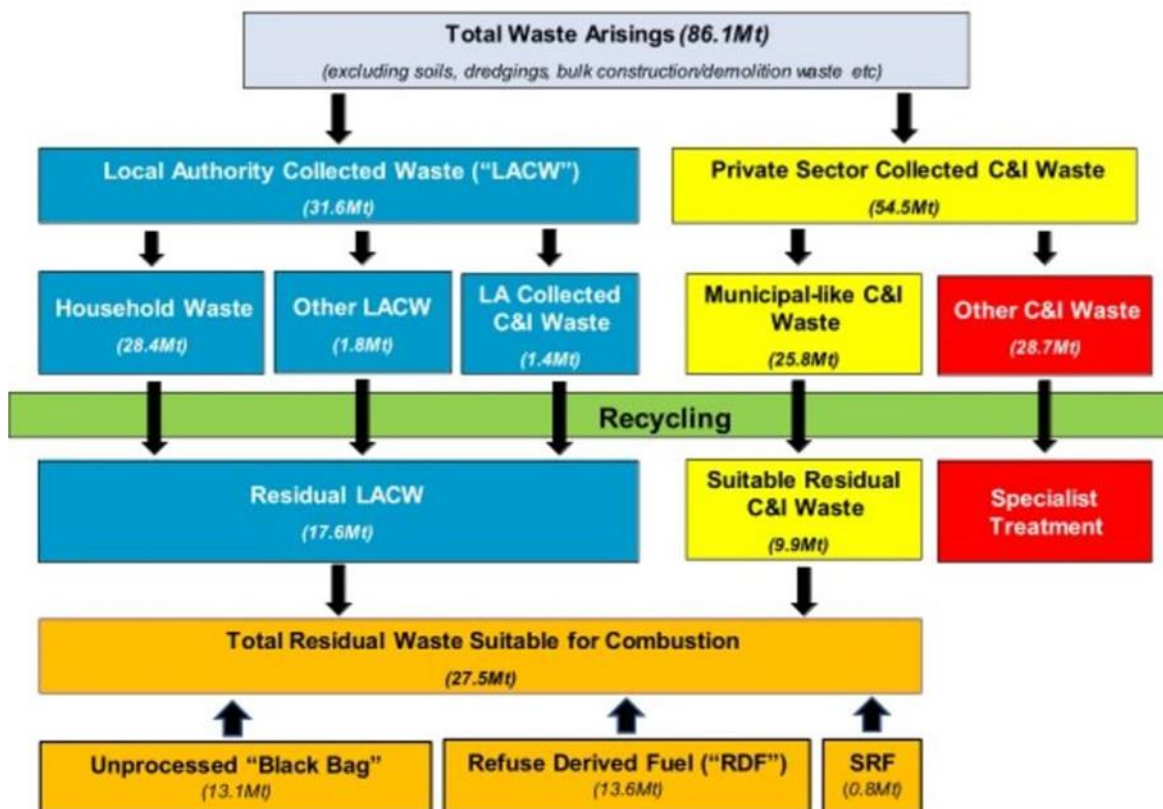 Total Waste Arisings (86.1Mt)
(excluding soils, dredgings, bulk construction/demolition waste etc)
Local Authority Collected Waste (“LACW”)
(31.6Mt)
Private Sector Collected C&I Waste
(54.5Mt)
Household Waste
(28.4Mt)
Other LACW
(1.8Mt)
LA Collected
C&I Waste
(1.4Mt)
Municipal-like C&I
Waste
(25.8Mt)
Other C&I Waste
(28.7Mt)
Recycling
Residual LACW
(17.6Mt)
Suitable Residual
C&I Waste
(9.9Mt)
Specialist
Treatment
Total Residual Waste Suitable for Combustion
(27.5Mt)
Unprocessed “Black Bag”
(13.1Mt)
Refuse Derived Fuel (“RDF”)
(13.6Mt)
SRF
(0.8Mt)